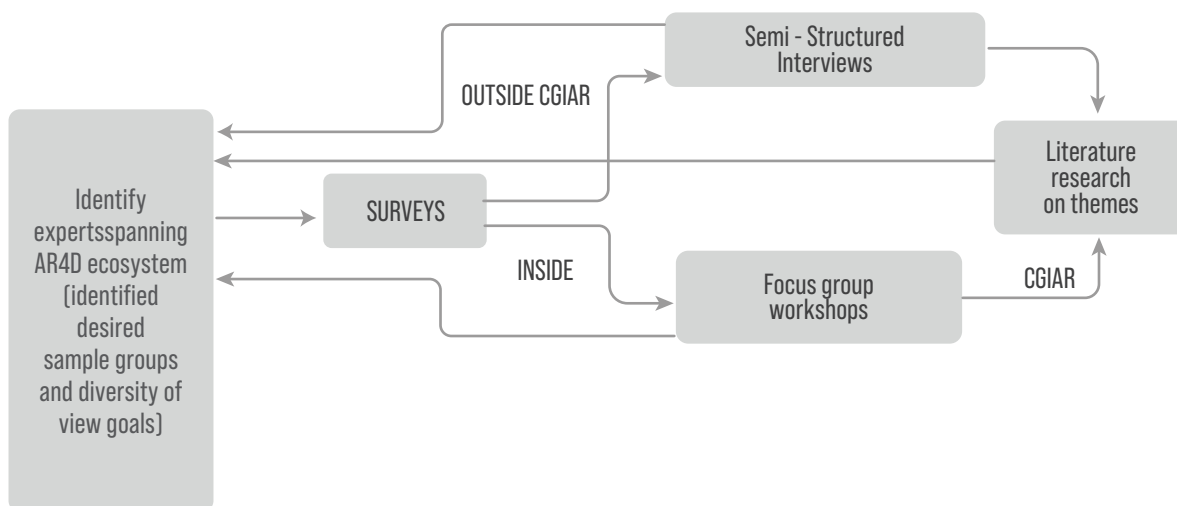 Semi - Structured
Interviews
OUTSIDE CGIAR
Identify
expertsspanning
AR4D ecosystem
(identified
desired
sample groups
and diversity of
view goals)
SURVEYS
Literature
research
on themes
INSIDE
Focus group
workshops
CGIAR